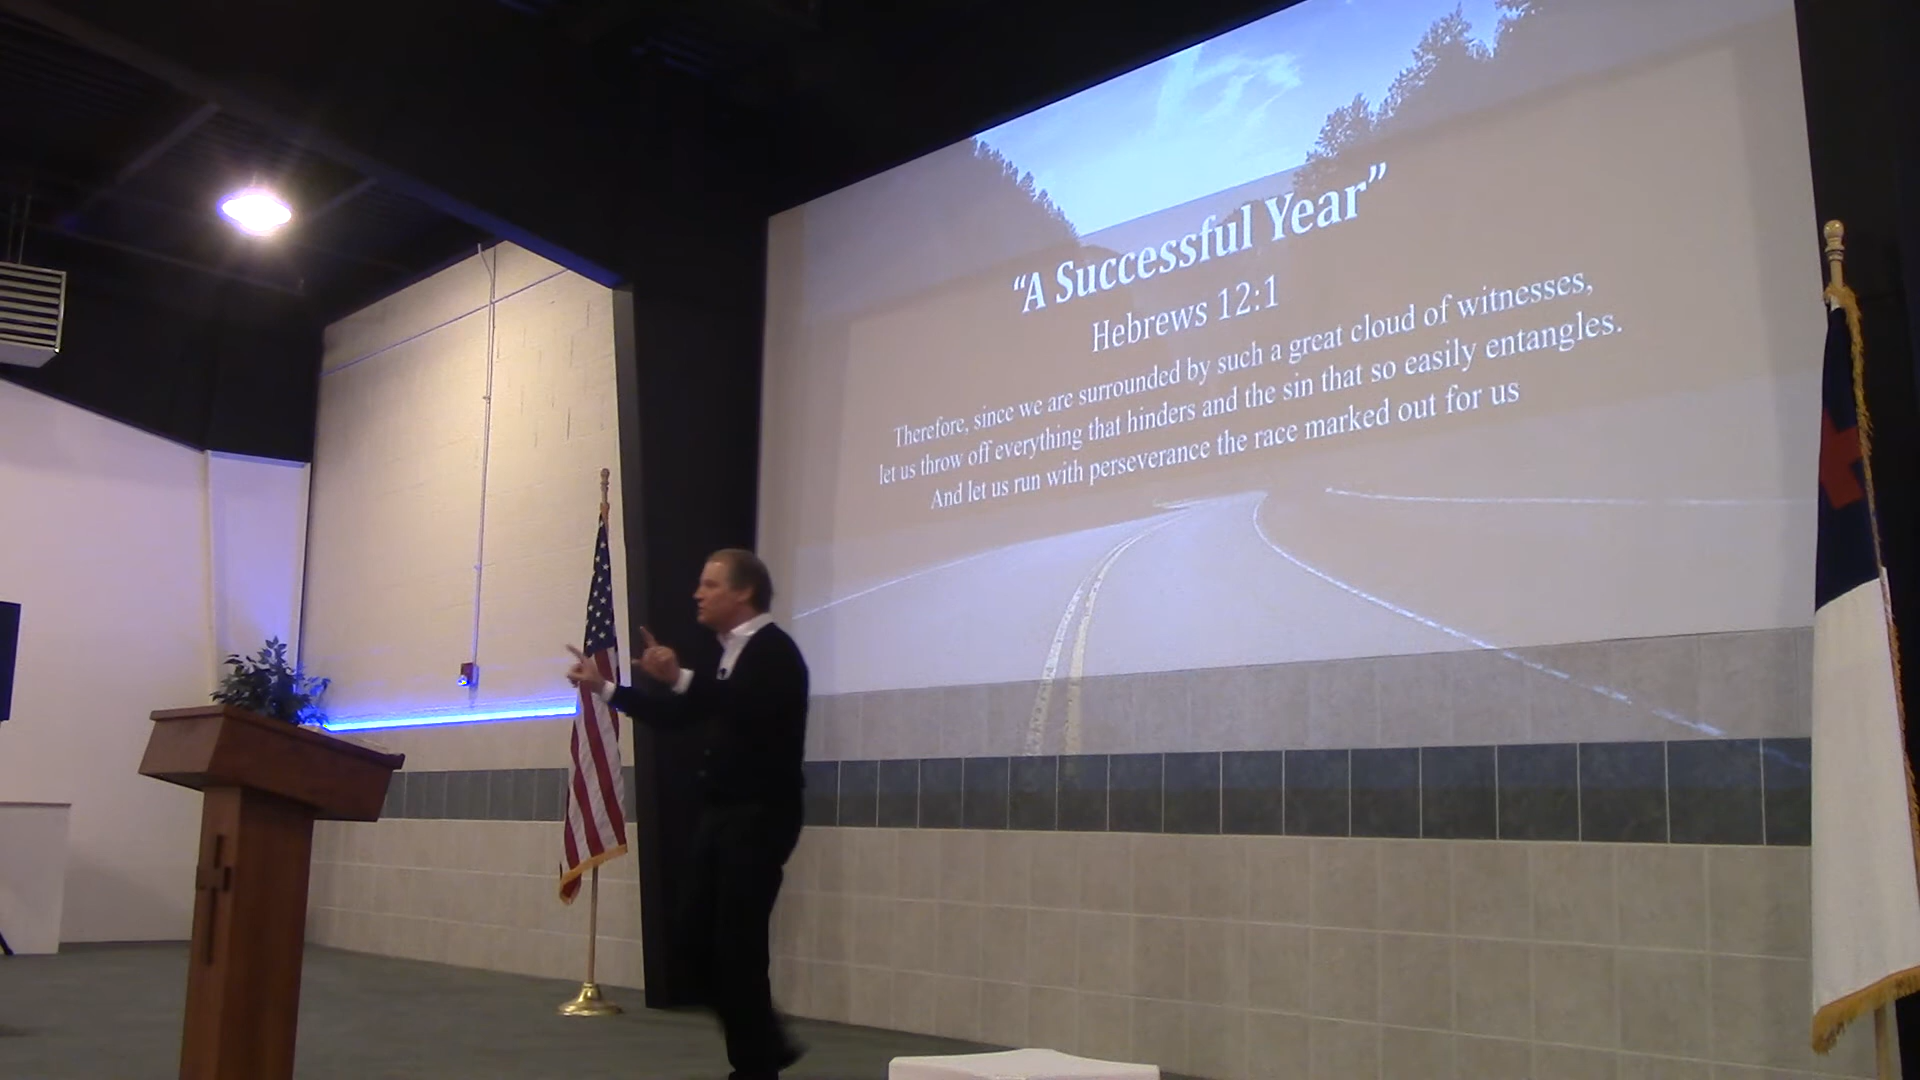 “A Successful Year”
Hebrews 12:1
Therefore, since we are surrounded by such a great cloud of witnesses,
let us throw off everything that hinders and the sin that so easily entangles.
And let us run with perseverance the race marked out for us